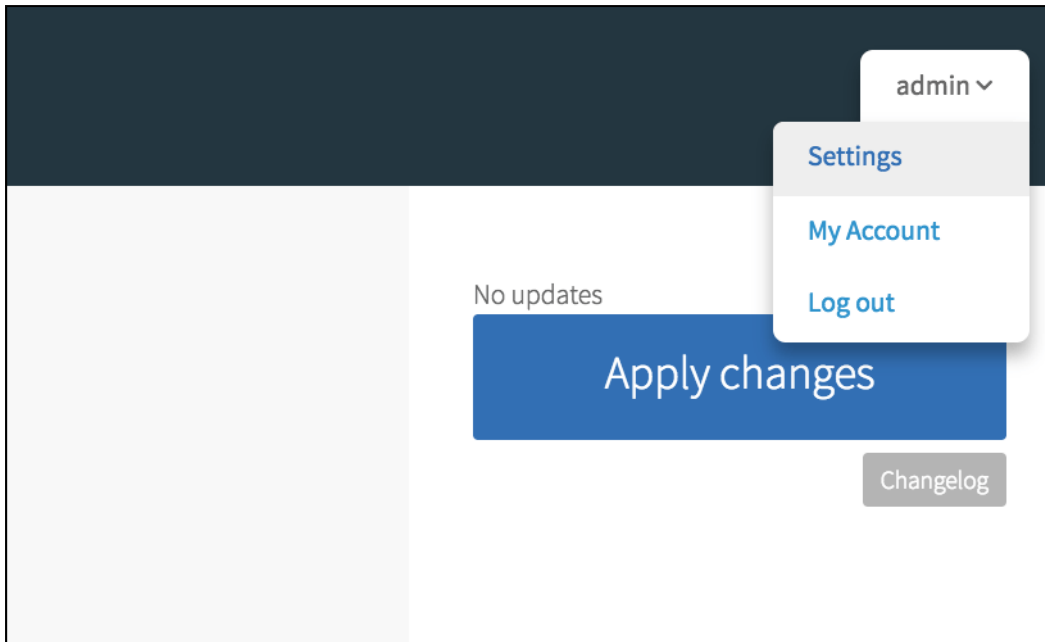 admin
Settings
My Account
Log out
No updates
Apply changes
Changelog